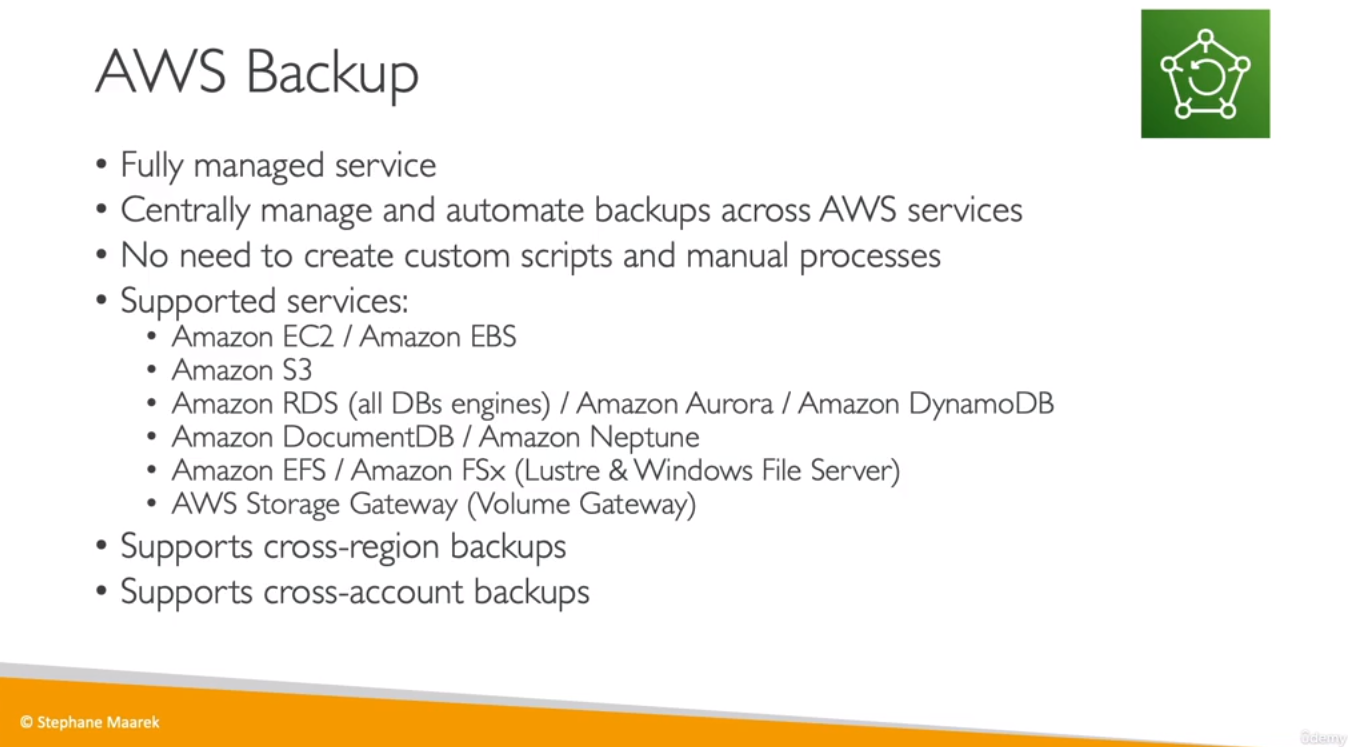 AWS Backup
• Fully managed service
• Centrally manage and automate backups across AWS services
• No need to create custom scripts and manual processes
• Supported services:
• Amazon EC2 / Amazon EBS
• Amazon S3
• Amazon RDS (all DBs engines) / Amazon Aurora / Amazon DynamoDB
• Amazon DocumentDB / Amazon Neptune
• Amazon EFS / Amazon FSx (Lustre & Windows File Server)
• AWS Storage Gateway (Volume Gateway)
• Supports cross-region backups
• Supports cross-account backups
© Stephane Maarek
ûdemy